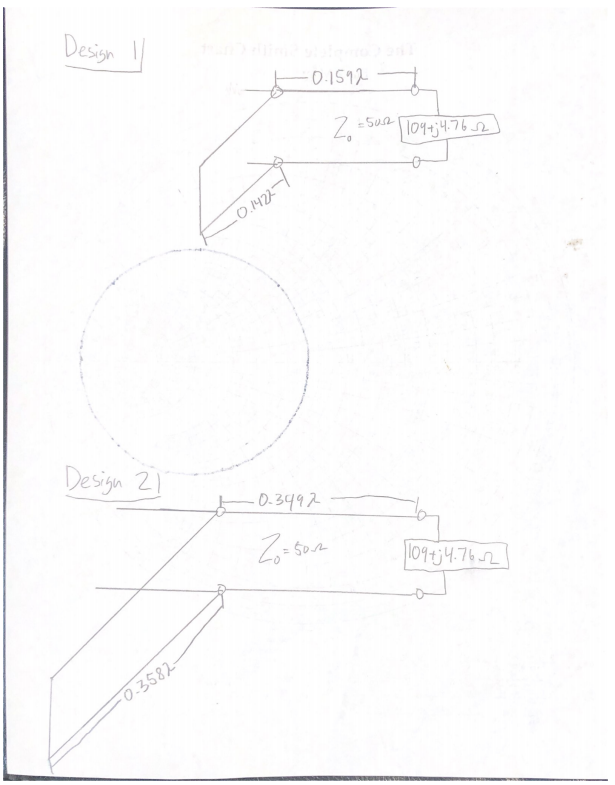 Design 1
0.159λ
Z₀ = 50Ω
109+j4.76 Ω
0.142λ
Design 2
0.349λ
Z₀ = 50Ω
109+j4.76 Ω
0.358λ